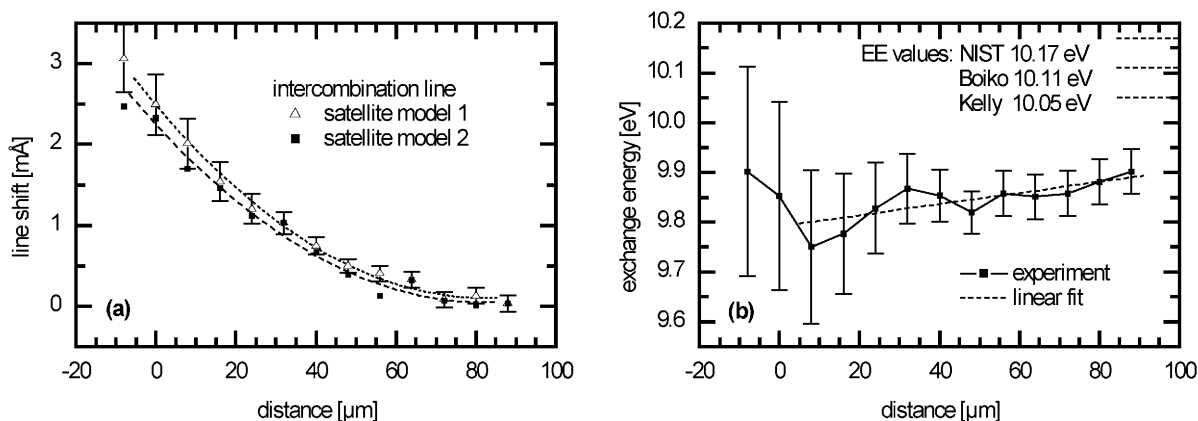 3
2
1
0
line shift [mÅ]
intercombination line
satellite model 1
satellite model 2
(a)
-20 0 20 40 60 80 100
distance [µm]
10.2
10.1
10.0
9.9
9.8
9.7
9.6
exchange energy [eV]
EE values: NIST 10.17 eV
Boiko 10.11 eV
Kelly 10.05 eV
experiment
linear fit
(b)
-20 0 20 40 60 80 100
distance [µm]